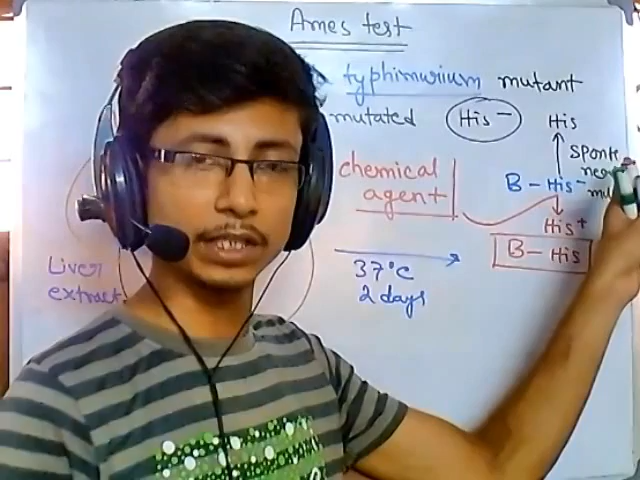 Ames test
typhimurium mutant
mutated His⁻ His
chemical
agent
B - His⁻
His⁺
B - His
Liver
extract
37°C
2 days